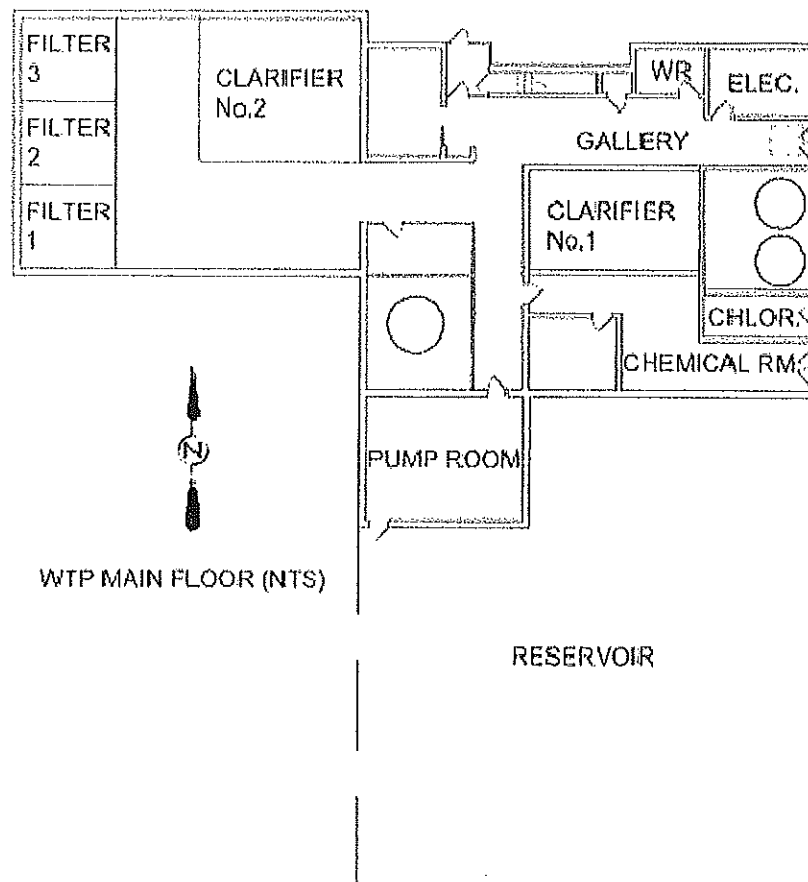 FILTER
3
CLARIFIER
No.2
WR
ELEC.
FILTER
2
GALLERY
FILTER
1
CLARIFIER
No.1
CHLOR.
CHEMICAL RM.
N
PUMP ROOM
WTP MAIN FLOOR (NTS)
RESERVOIR